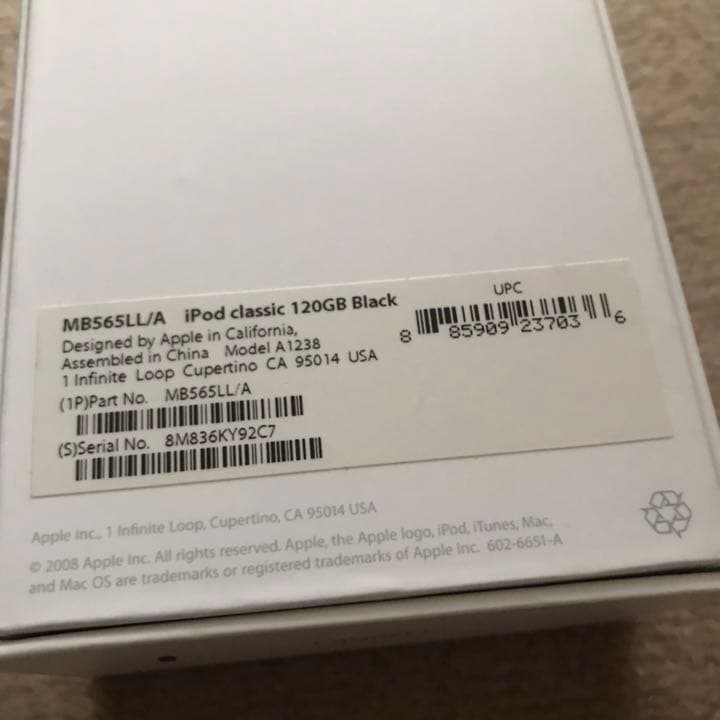 MB565LL/A iPod classic 120GB Black
Designed by Apple in California,
Assembled in China Model A1238
1 Infinite Loop Cupertino CA 95014 USA
(1P)Part No. MB565LL/A
(S)Serial No. 8M836KY92C7
UPC
8 85909 23703 6
Apple Inc., 1 Infinite Loop, Cupertino, CA 95014 USA
© 2008 Apple Inc. All rights reserved. Apple, the Apple logo, iPod, iTunes, Mac,
and Mac OS are trademarks or registered trademarks of Apple Inc. 602-6651-A